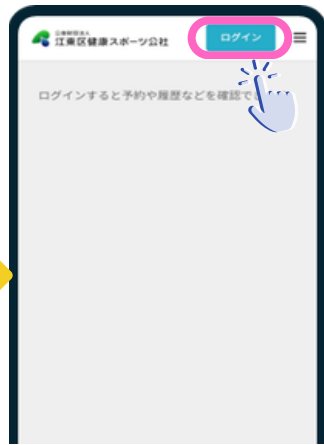 公益財団法人
江東区健康スポーツ公社
ログイン
ログインすると予約や履歴などを確認で